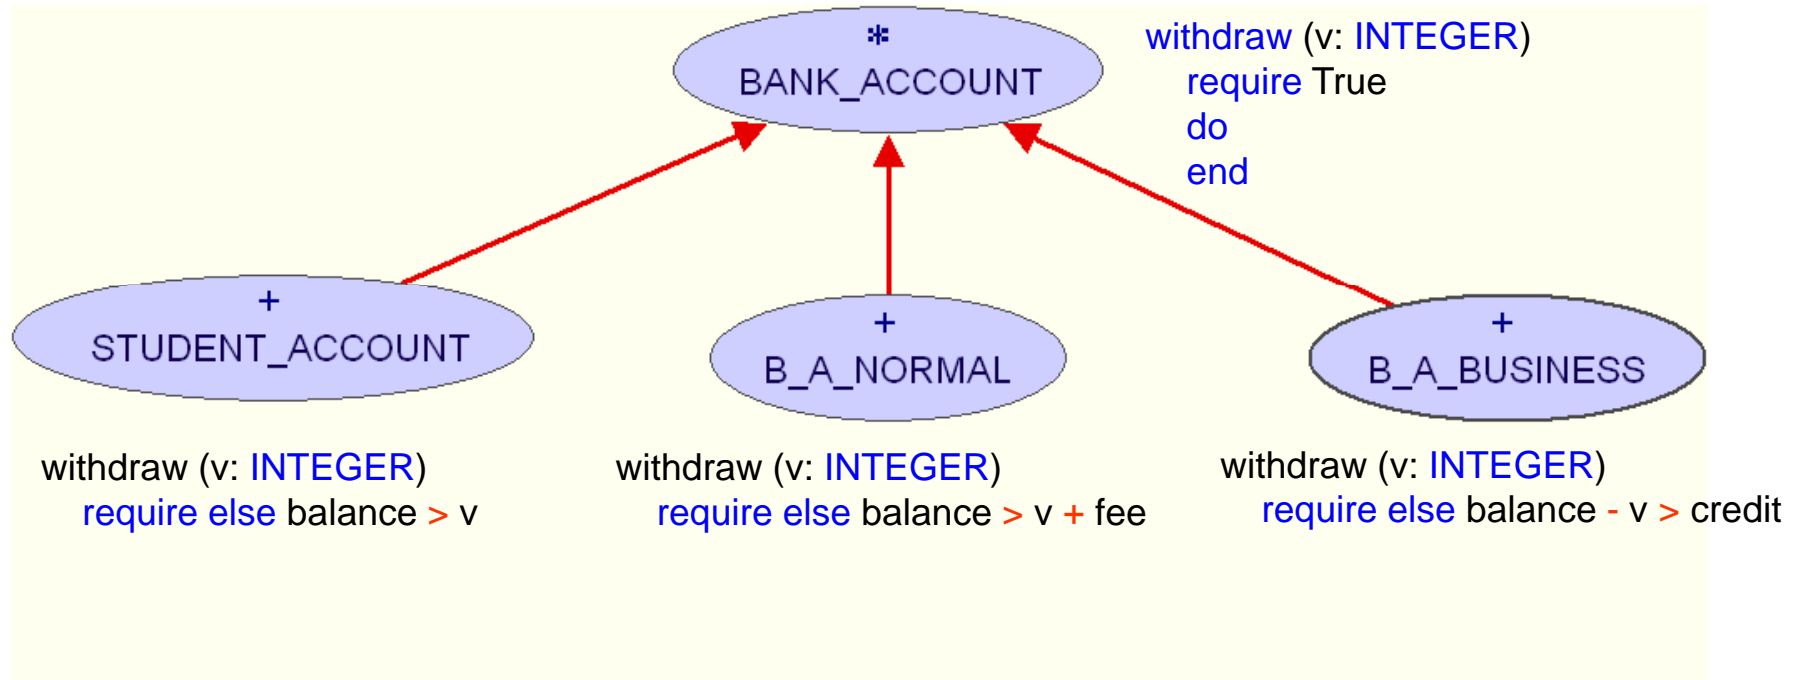 *
BANK_ACCOUNT
withdraw (v: INTEGER)
require True
do
end
+
STUDENT_ACCOUNT
+
B_A_NORMAL
+
B_A_BUSINESS
withdraw (v: INTEGER)
require else balance > v
withdraw (v: INTEGER)
require else balance > v + fee
withdraw (v: INTEGER)
require else balance - v > credit